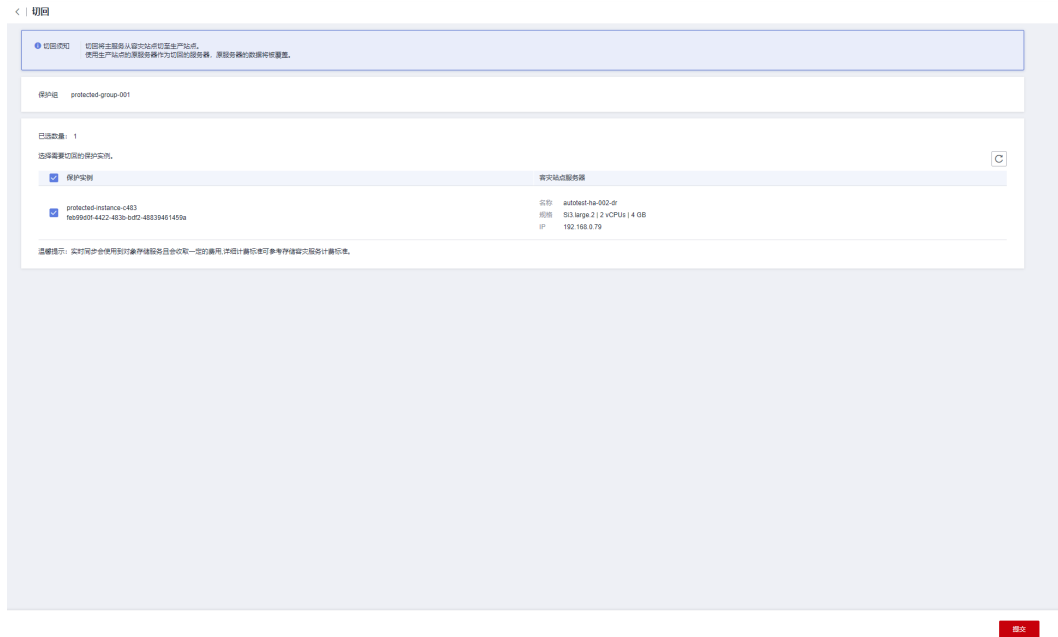 切回
切回须知
切回将主服务从容灾站点切至生产站点。
使用生产站点的原服务器作为切回的服务器，原服务器的数据将被覆盖。
保护组 protected-group-001
已选数量： 1
选择需要切回的保护实例。
保护实例 容灾站点服务器
protected-instance-c483
feb99d0f-4422-483b-bdf2-48839461459a
名称 autotest-ha-002-dr
规格 Si3.large.2 | 2 vCPUs | 4 GB
IP 192.168.0.79
温馨提示：实时同步会使用到对象存储服务且会收取一定的费用,详细计费标准可参考存储容灾服务计费标准。
提交